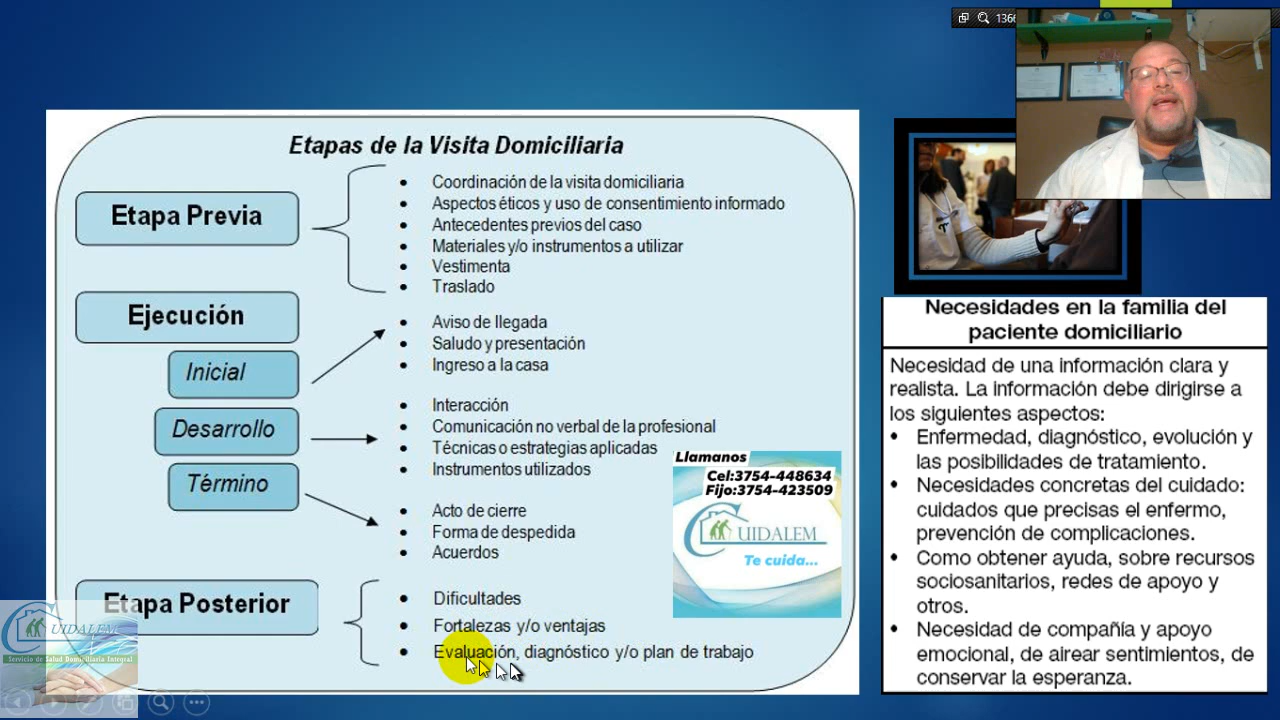 1366
Etapas de la Visita Domiciliaria
Etapa Previa
Coordinación de la visita domiciliaria
Aspectos éticos y uso de consentimiento informado
Antecedentes previos del caso
Materiales y/o instrumentos a utilizar
Vestimenta
Traslado
Ejecución
Inicial
Aviso de llegada
Saludo y presentación
Ingreso a la casa
Desarrollo
Interacción
Comunicación no verbal de la profesional
Técnicas o estrategias aplicadas
Instrumentos utilizados
Término
Acto de cierre
Forma de despedida
Acuerdos
Etapa Posterior
Dificultades
Fortalezas y/o ventajas
Evaluación, diagnóstico y/o plan de trabajo
Llamanos
Cel:3754-448634
Fijo:3754-423509
CUIDALEM
Te cuida...
CUIDALEM
Servicio de Salud Domiciliaria Integral
Necesidades en la familia del
paciente domiciliario
Necesidad de una información clara y
realista. La información debe dirigirse a
los siguientes aspectos:
• Enfermedad, diagnóstico, evolución y
las posibilidades de tratamiento.
• Necesidades concretas del cuidado:
cuidados que precisas el enfermo,
prevención de complicaciones.
• Como obtener ayuda, sobre recursos
sociosanitarios, redes de apoyo y
otros.
• Necesidad de compañía y apoyo
emocional, de airear sentimientos, de
conservar la esperanza.